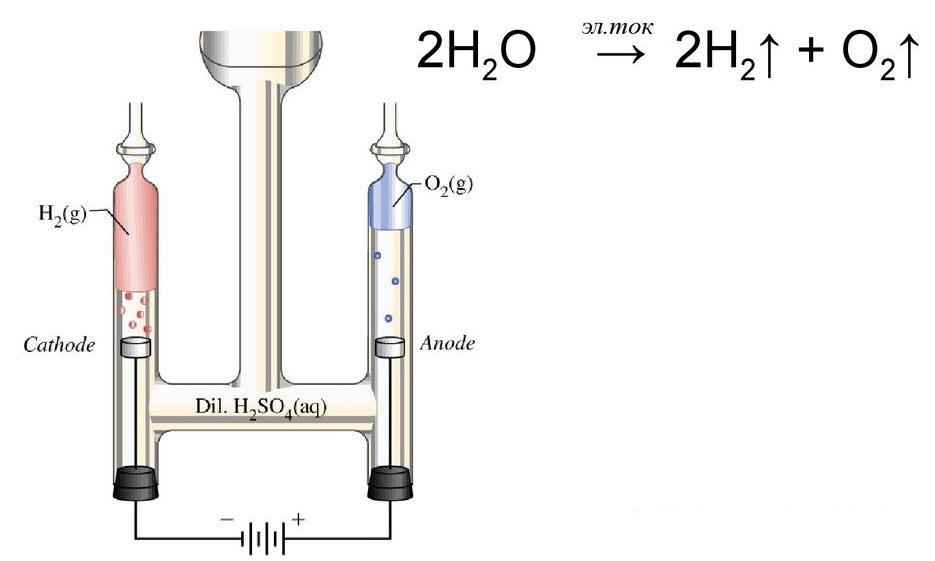 эл.ток
2H₂O → 2H₂↑ + O₂↑
O₂(g)
H₂(g)
Cathode
Anode
Dil. H₂SO₄(aq)
− +